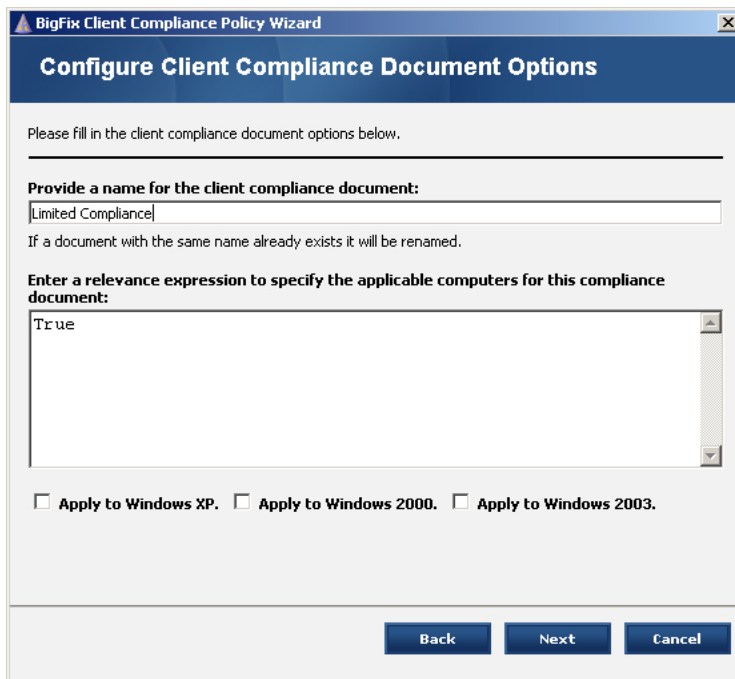 BigFix Client Compliance Policy Wizard
Configure Client Compliance Document Options
Please fill in the client compliance document options below.
Provide a name for the client compliance document:
Limited Compliance
If a document with the same name already exists it will be renamed.
Enter a relevance expression to specify the applicable computers for this compliance
document:
True
Apply to Windows XP. Apply to Windows 2000. Apply to Windows 2003.
Back Next Cancel